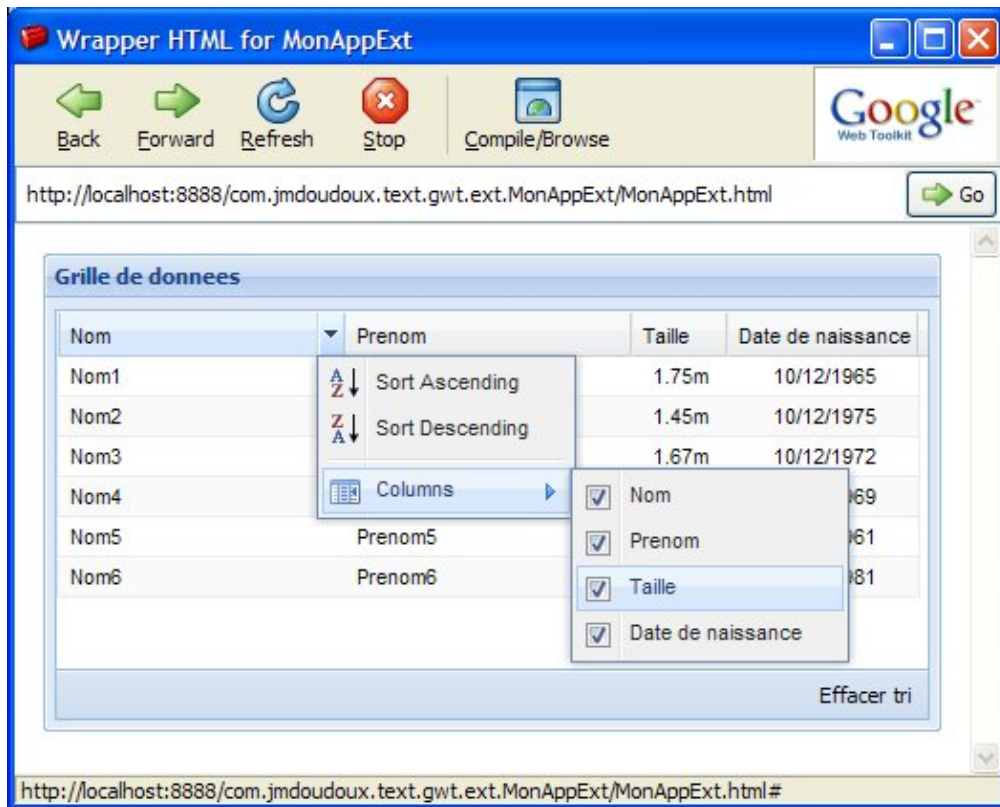 Wrapper HTML for MonAppExt
Back Forward Refresh Stop Compile/Browse Google Web Toolkit
http://localhost:8888/com.jmdoudoux.text.gwt.ext.MonAppExt/MonAppExt.html Go
Grille de donnees
Nom Prenom Taille Date de naissance
Nom1 1.75m 10/12/1965
Nom2 1.45m 10/12/1975
Nom3 1.67m 10/12/1972
Nom4 969
Nom5 Prenom5 961
Nom6 Prenom6 981
Sort Ascending
Sort Descending
Columns
Nom
Prenom
Taille
Date de naissance
Effacer tri
http://localhost:8888/com.jmdoudoux.text.gwt.ext.MonAppExt/MonAppExt.html#